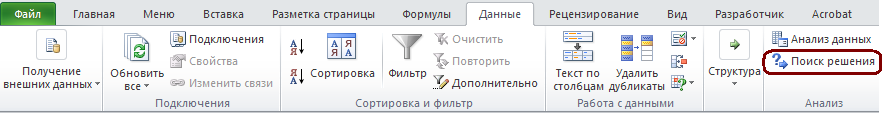 Файл Главная Меню Вставка Разметка страницы Формулы Данные Рецензирование Вид Разработчик Acrobat
Получение внешних данных
Обновить все
Подключения
Свойства
Изменить связи
Подключения
А Я
Я А
А Я Я А
Сортировка
Фильтр
Очистить
Повторить
Дополнительно
Сортировка и фильтр
Текст по столбцам
Удалить дубликаты
Работа с данными
Структура
Анализ данных
Поиск решения
Анализ